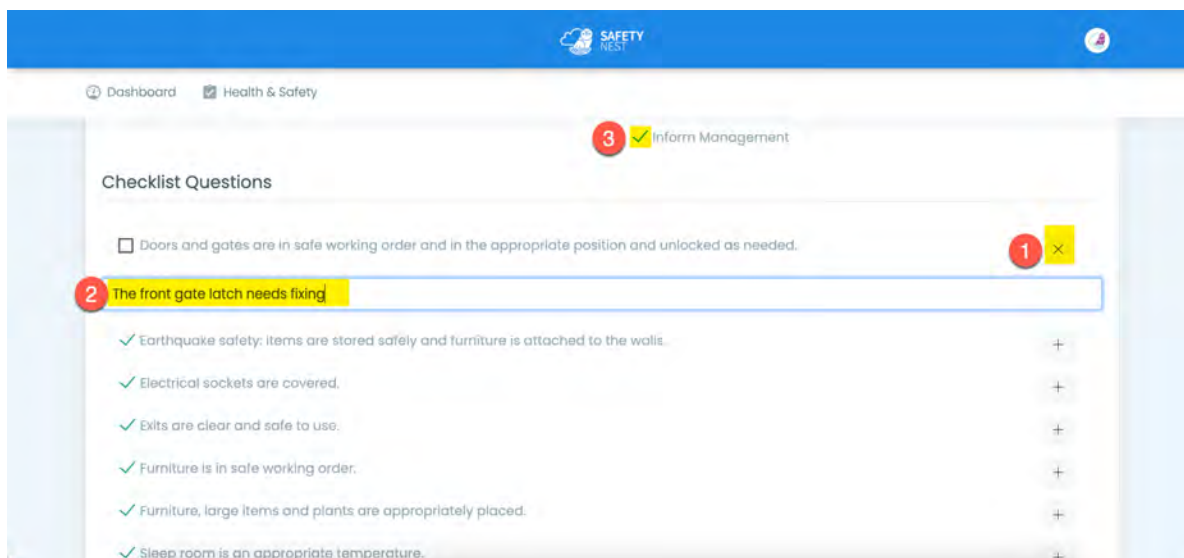 SAFETY
NEST
Dashboard Health & Safety
3 Inform Management
Checklist Questions
Doors and gates are in safe working order and in the appropriate position and unlocked as needed.
1
2 The front gate latch needs fixing
Earthquake safety: items are stored safely and furniture is attached to the walls.
Electrical sockets are covered.
Exits are clear and safe to use.
Furniture is in safe working order.
Furniture, large items and plants are appropriately placed.
Sleep room is an appropriate temperature.